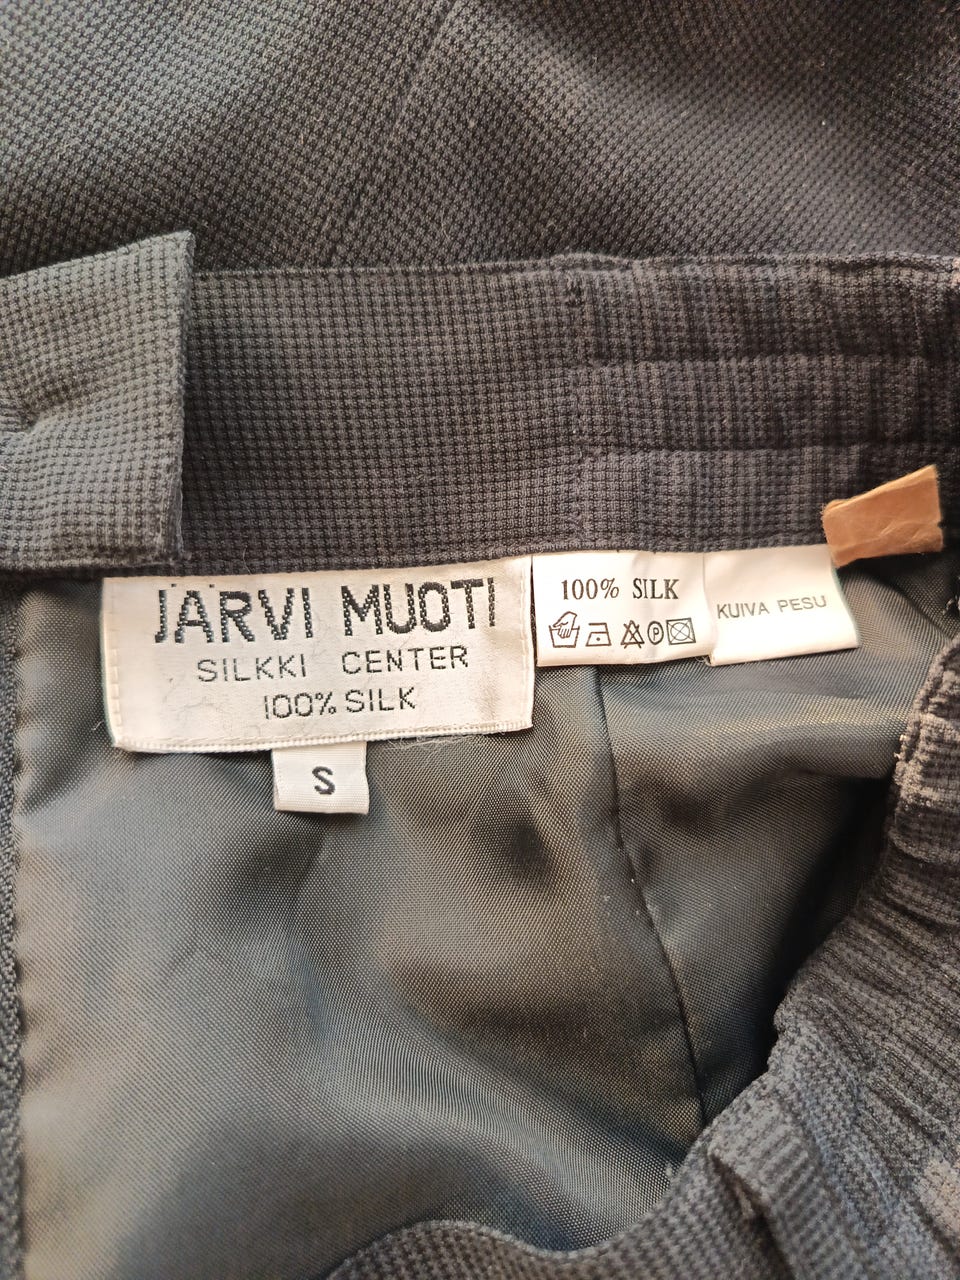 JÄRVI MUOTI
SILKKI CENTER
100% SILK
S
100% SILK
P
KUIVA PESU